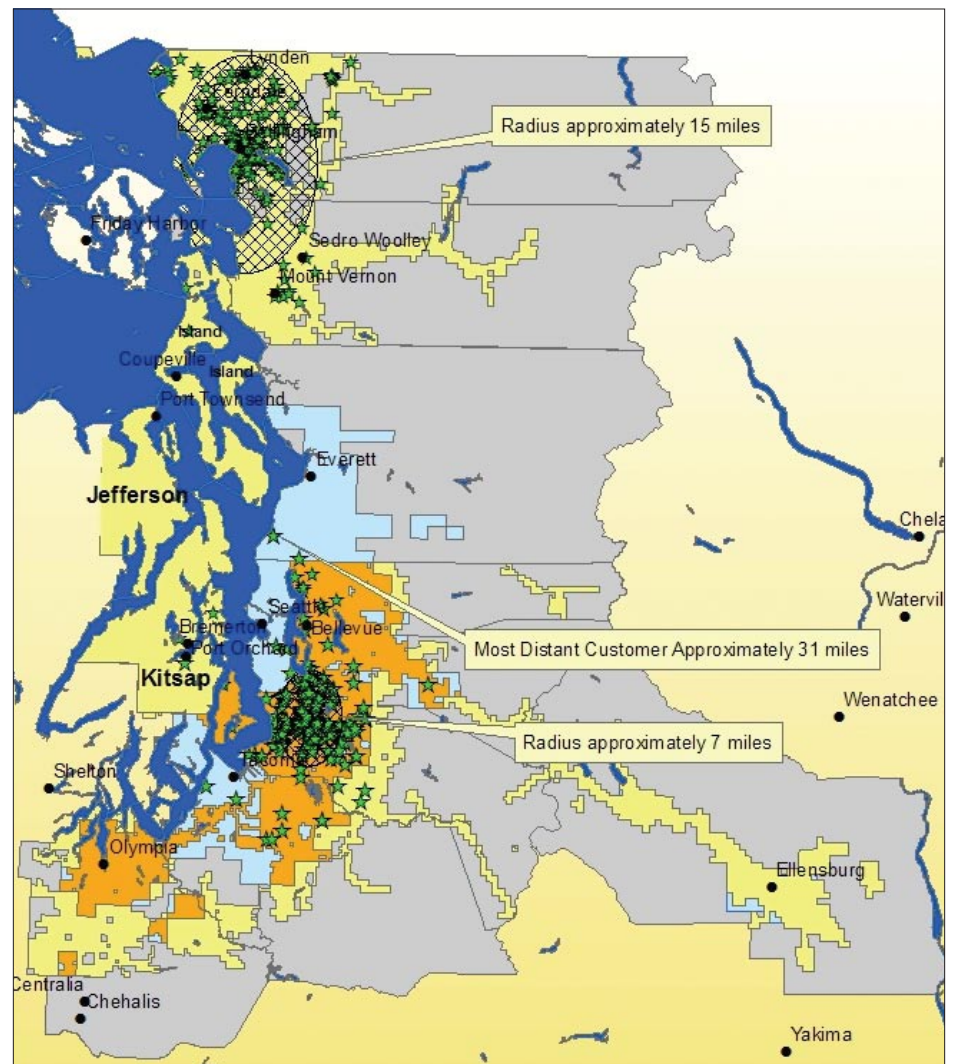 Lynden
Ferndale
Radius approximately 15 miles
Bellingham
Friday Harbor
Sedro Woolley
Mount Vernon
Island
Coupeville
Island
Port Townsend
Everett
Jefferson
Seattle
Bremerton
Bellevue
Port Orchard
Most Distant Customer Approximately 31 miles
Kitsap
Watervil
Chela
Wenatchee
Radius approximately 7 miles
Tacoma
Shelton
Olympia
Ellensburg
Centralia
Chehalis
Yakima